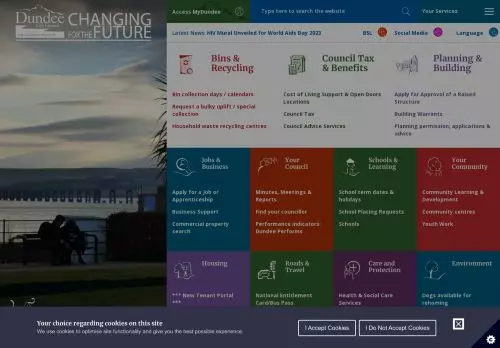 Dundee
CHANGING
FOR THE
FUTURE
Access MyDundee
Type here to search the website
Your Services
Latest News: HIV Mural Unveiled for World Aids Day 2023
BSL
Social Media
Language
Bins &
Recycling
Bin collection days / calendars
Request a bulky uplift / special
collection
Household waste recycling centres
Council Tax
& Benefits
Cost of Living Support & Open Doors
Locations
Council Tax
Council Advice Services
Planning &
Building
Apply for Approval of a Raised
Structure
Building Warrants
Planning permission, applications &
advice
Jobs &
Business
Apply for a Job or
Apprenticeship
Business Support
Commercial property
search
Your
Council
Minutes, Meetings &
Reports
Find your councillor
Performance Indicators
Dundee Performs
Schools &
Learning
School term dates &
holidays
School Placing Requests
Schools
Your
Community
Community Learning &
Development
Community centres
Youth Work
Housing
*** New Tenant Portal
***
Roads &
Travel
National Entitlement
Card/Bus Pass
Care and
Protection
Health & Social Care
Services
Environment
Dogs available for
rehoming
Your choice regarding cookies on this site
We use cookies to optimise site functionality and give you the best possible experience.
I Accept Cookies
I Do Not Accept Cookies